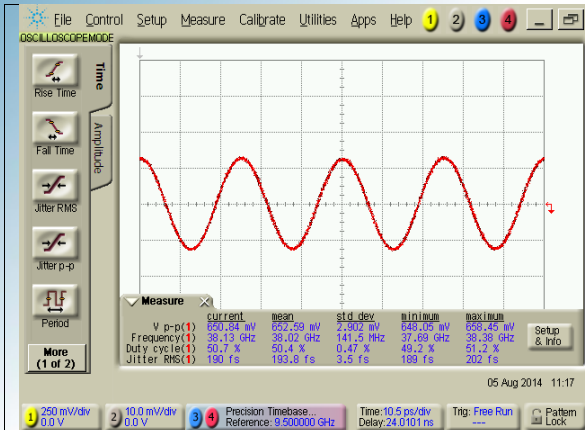 File Control Setup Measure Calibrate Utilities Apps Help 1 2 3 4
OSCILLOSCOPE MODE
Time
Amplitude
Rise Time
Fall Time
Jitter RMS
Jitter p-p
Period
More
(1 of 2)
Measure
current mean std dev minimum maximum
V p-p(1) 650.84 mV 652.59 mV 2.902 mV 648.05 mV 658.45 mV
Frequency(1) 38.13 GHz 38.02 GHz 141.5 MHz 37.69 GHz 38.38 GHz
Duty cycle(1) 50.7 % 50.4 % 0.47 % 49.2 % 51.2 %
Jitter RMS(1) 190 fs 193.8 fs 3.5 fs 189 fs 202 fs
Setup
& Info
05 Aug 2014 11:17
1 250 mV/div
0.0 V
2 10.0 mV/div
0.0 V
3 4 Precision Timebase...
Reference: 9.500000 GHz
Time:10.5 ps/div
Delay:24.0101 ns
Trig: Free Run
---
Pattern
Lock